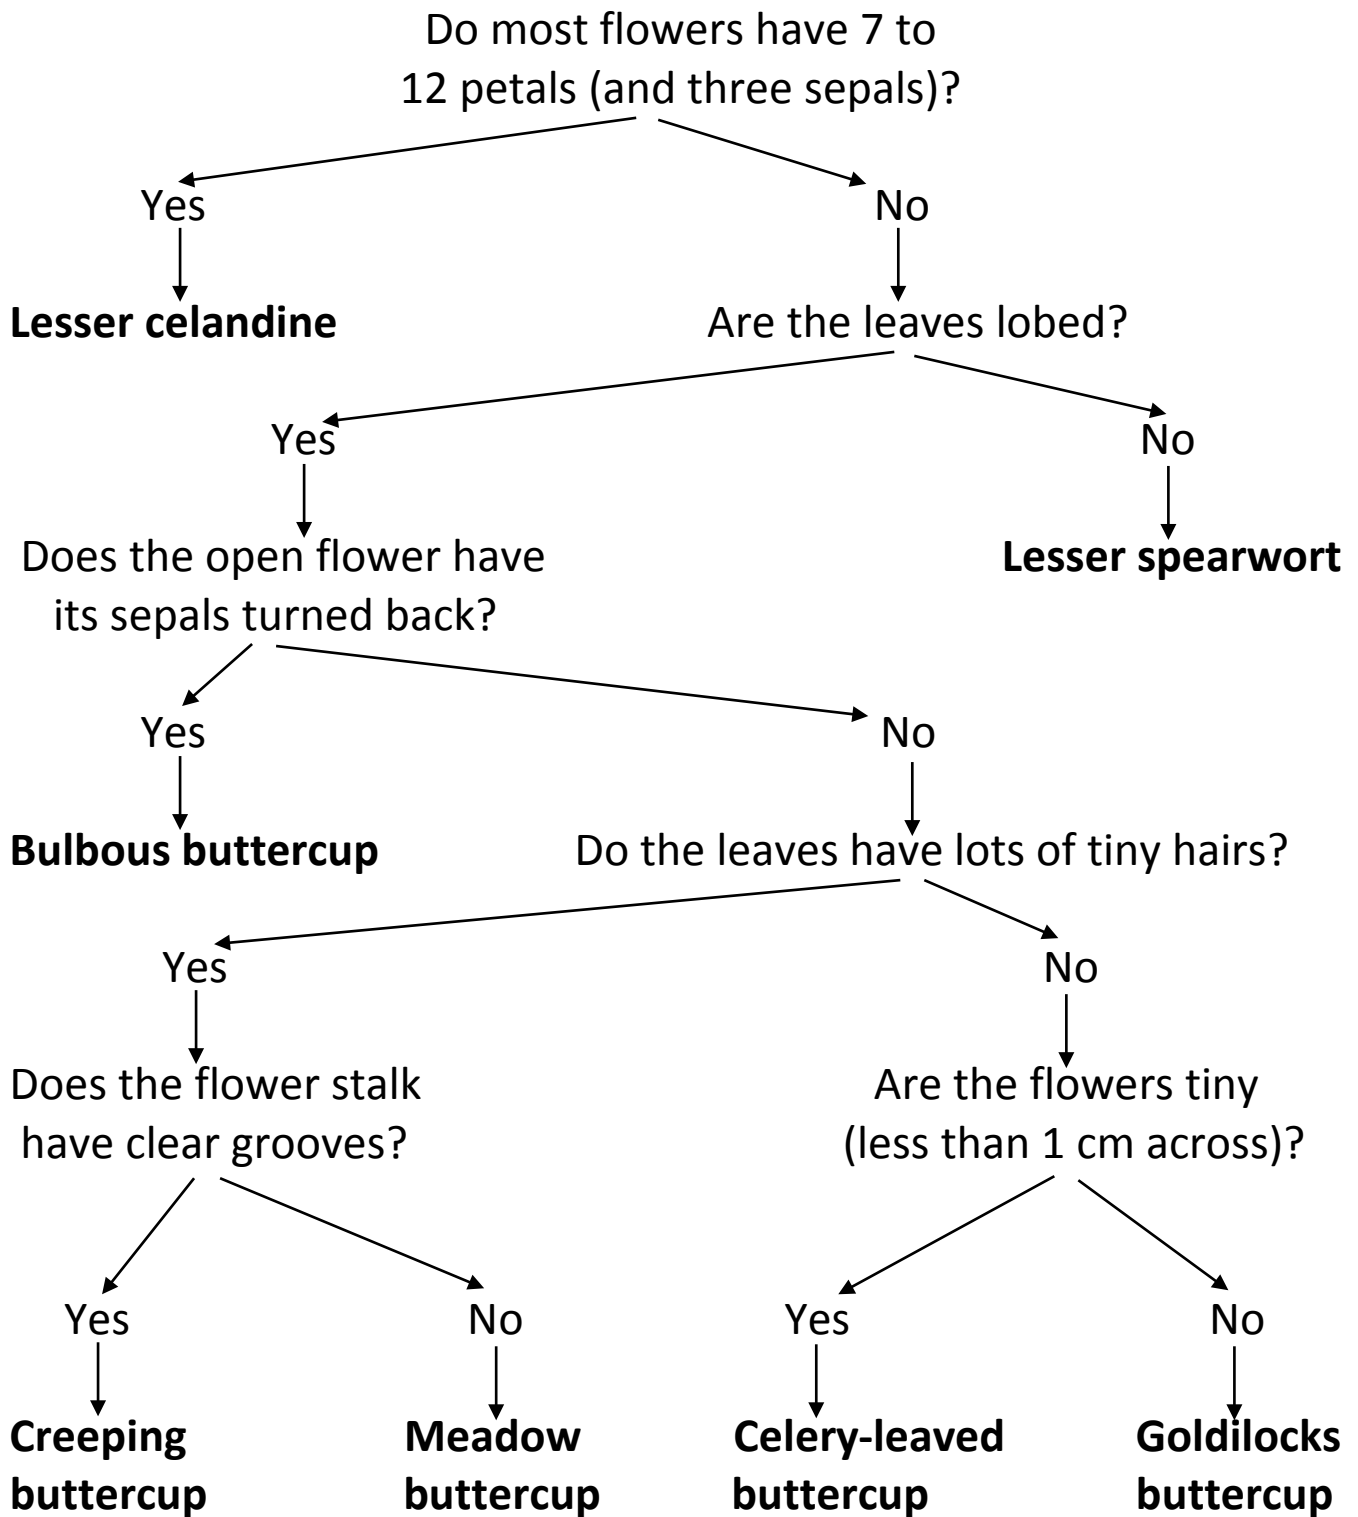 Do most flowers have 7 to
12 petals (and three sepals)?
Yes
No
Lesser celandine
Are the leaves lobed?
Yes
No
Does the open flower have
its sepals turned back?
Lesser spearwort
Yes
No
Bulbous buttercup
Do the leaves have lots of tiny hairs?
Yes
No
Does the flower stalk
have clear grooves?
Are the flowers tiny
(less than 1 cm across)?
Yes
No
Yes
No
Creeping
buttercup
Meadow
buttercup
Celery-leaved
buttercup
Goldilocks
buttercup